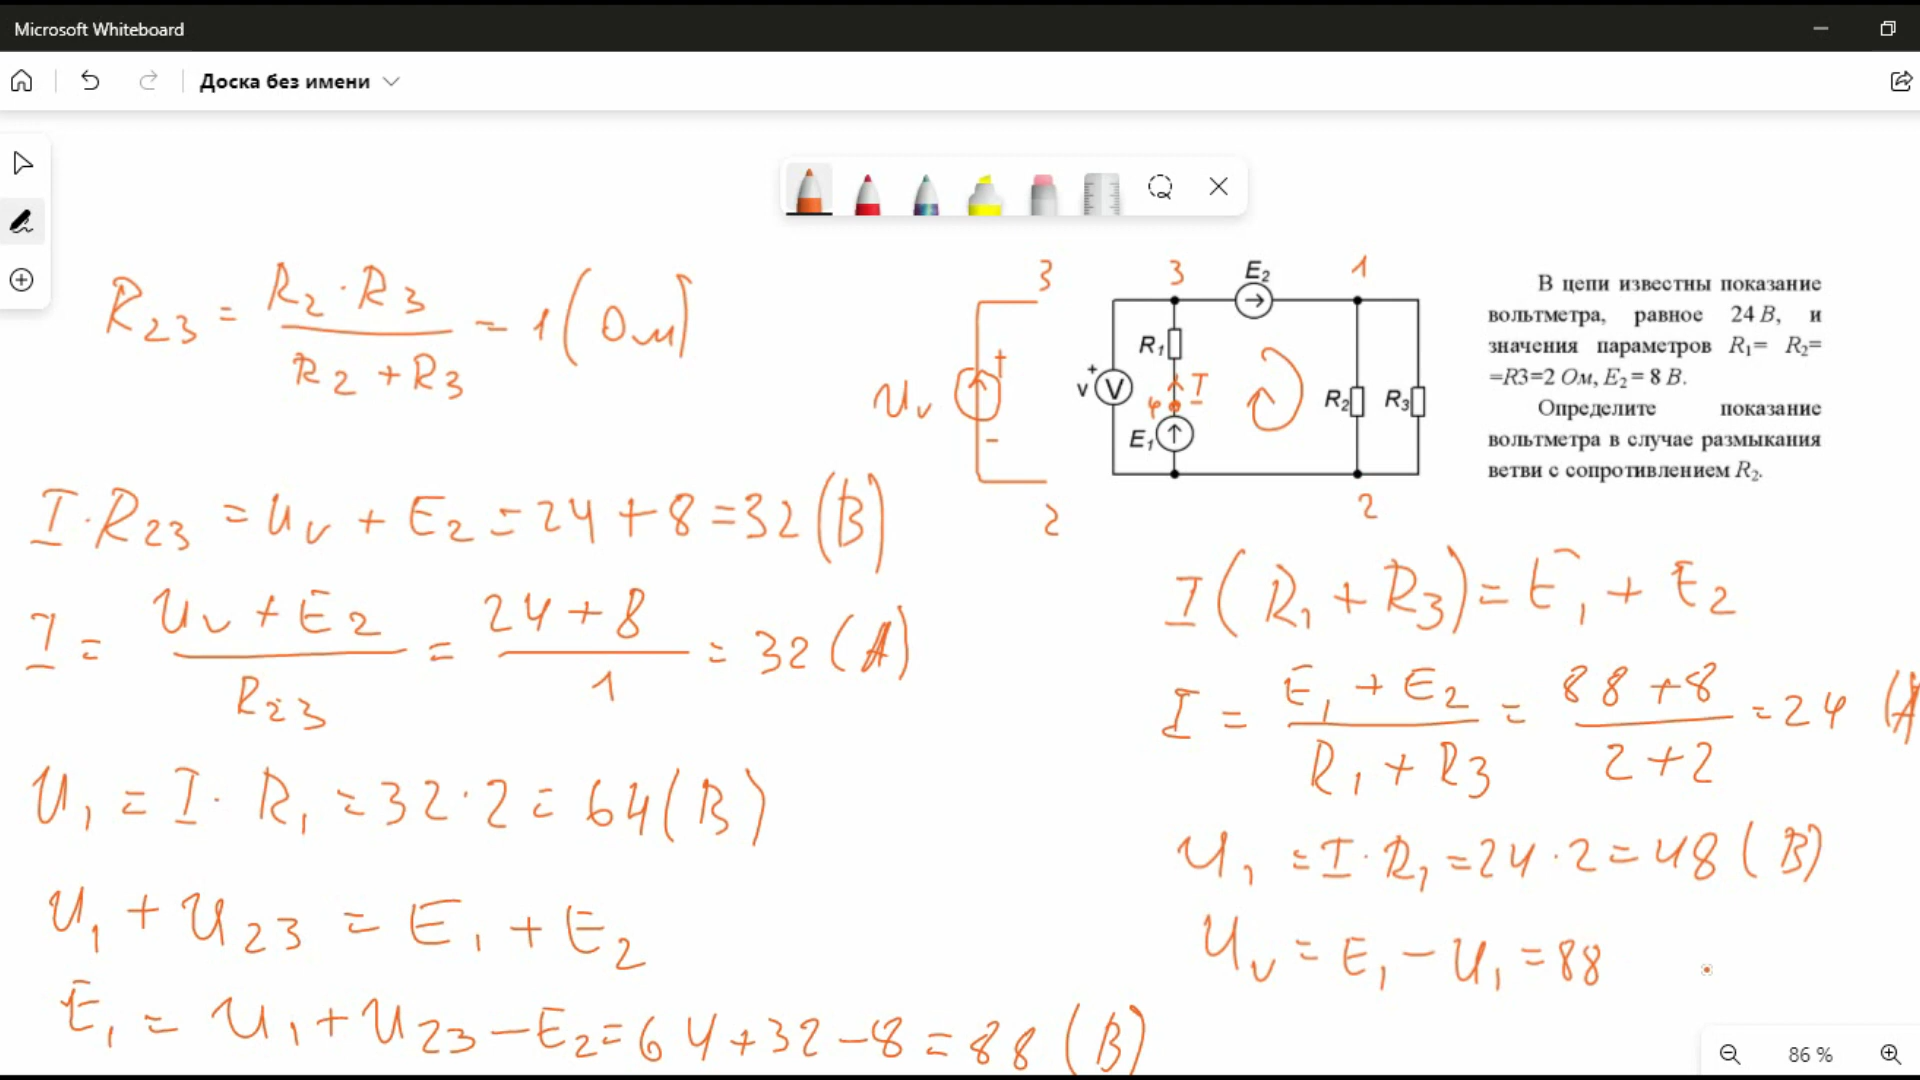 Microsoft Whiteboard
Доска без имени
R23 = R2 · R3 / R2 + R3 = 1 (Ом)
I · R23 = Uv + E2 = 24 + 8 = 32 (В)
I = Uv + E2 / R23 = 24 + 8 / 1 = 32 (А)
U1 = I · R1 = 32 · 2 = 64 (В)
U1 + U23 = E1 + E2
E1 = U1 + U23 − E2 = 64 + 32 − 8 = 88 (В)
3
Uv
+
-
2
3
E2
1
R1
I
+
v
V
4
E1
R2
R3
2
В цепи известны показание
вольтметра, равное 24 В, и
значения параметров R1= R2=
=R3=2 Ом, E2 = 8 В.
Определите показание
вольтметра в случае размыкания
ветви с сопротивлением R2.
I (R1 + R3) = E1 + E2
I = E1 + E2 / R1 + R3 = 88 + 8 / 2 + 2 = 24 (А
U1 = I · R1 = 24 · 2 = 48 (В)
Uv = E1 − U1 = 88
86 %